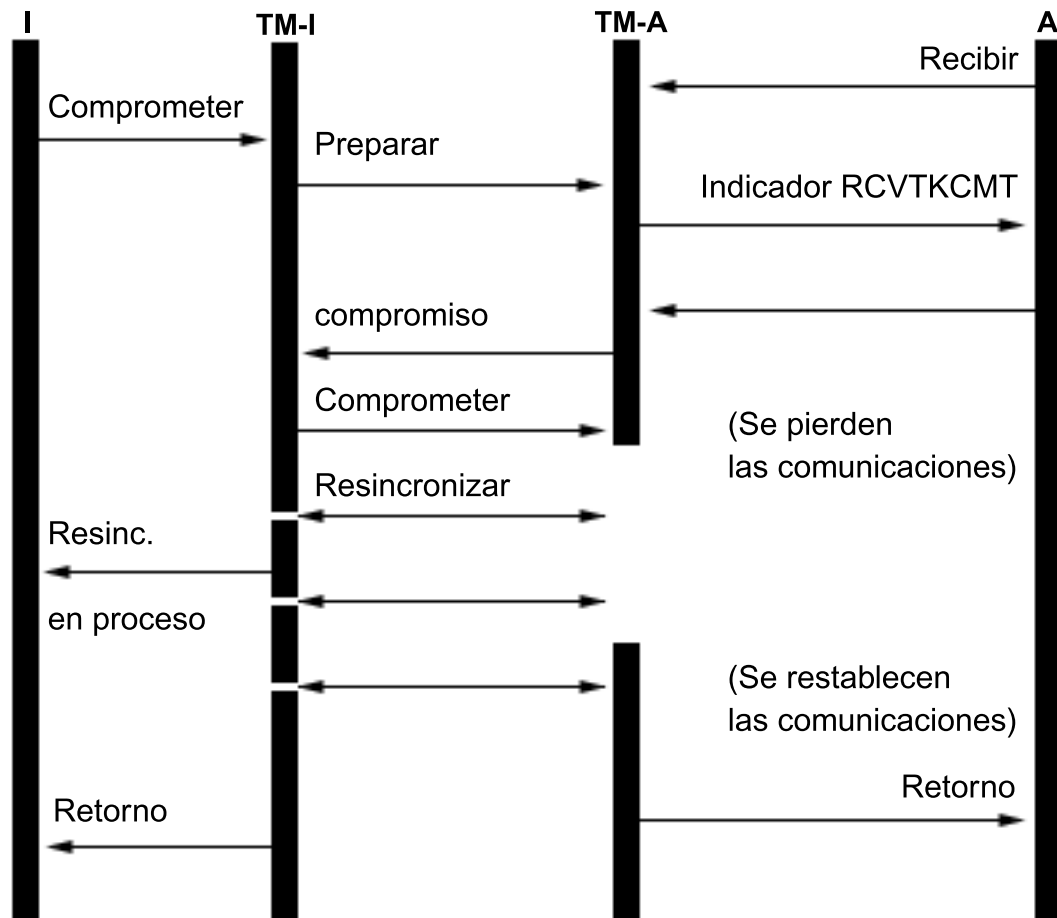 I
TM-I
TM-A
A
Recibir
Comprometer
Preparar
Indicador RCVTKCMT
compromiso
Comprometer
(Se pierden
las comunicaciones)
Resincronizar
Resinc.
en proceso
(Se restablecen
las comunicaciones)
Retorno
Retorno